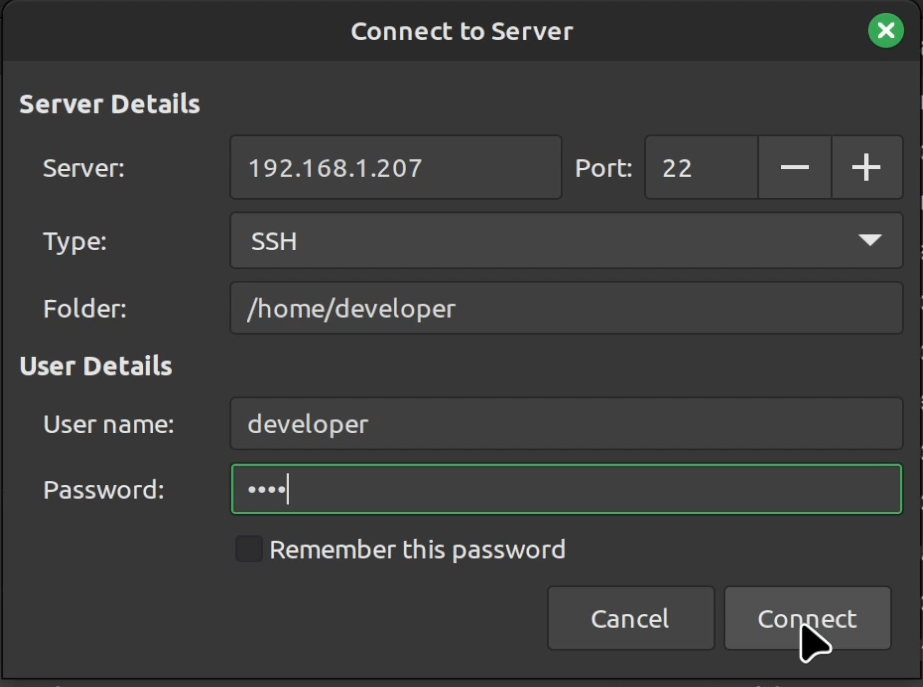 Connect to Server
Server Details
Server: 192.168.1.207 Port: 22
Type: SSH
Folder: /home/developer
User Details
User name: developer
Password: ••••
Remember this password
Cancel Connect